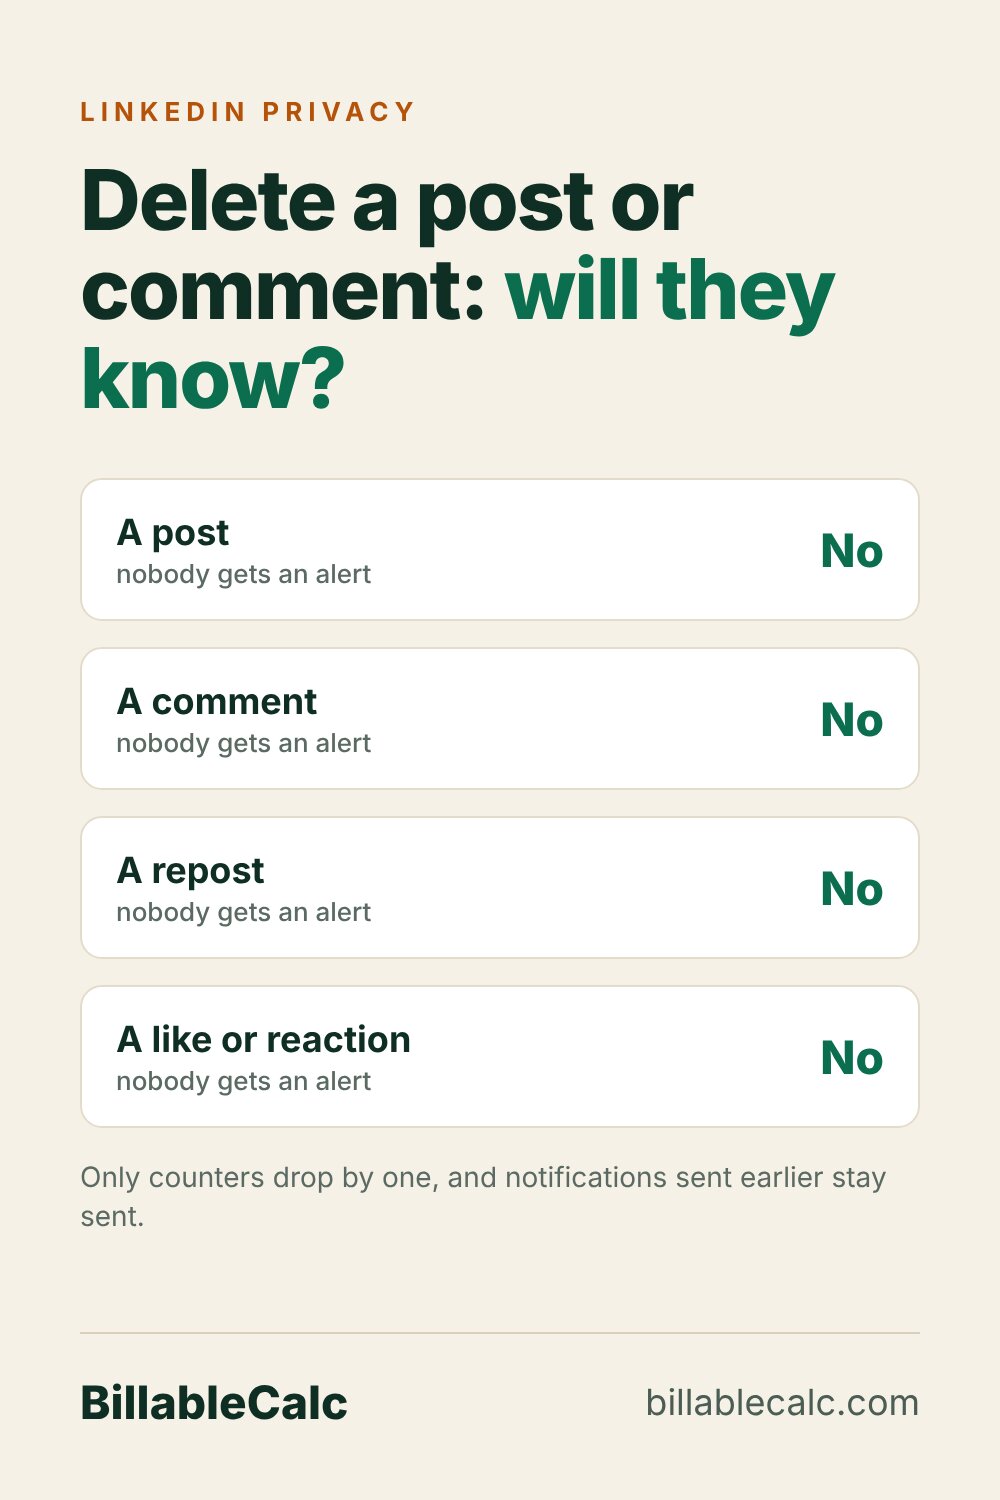 LINKEDIN PRIVACY
Delete a post or
comment: will they
know?
A post
nobody gets an alert
No
A comment
nobody gets an alert
No
A repost
nobody gets an alert
No
A like or reaction
nobody gets an alert
No
Only counters drop by one, and notifications sent earlier stay
sent.
BillableCalc
billablecalc.com